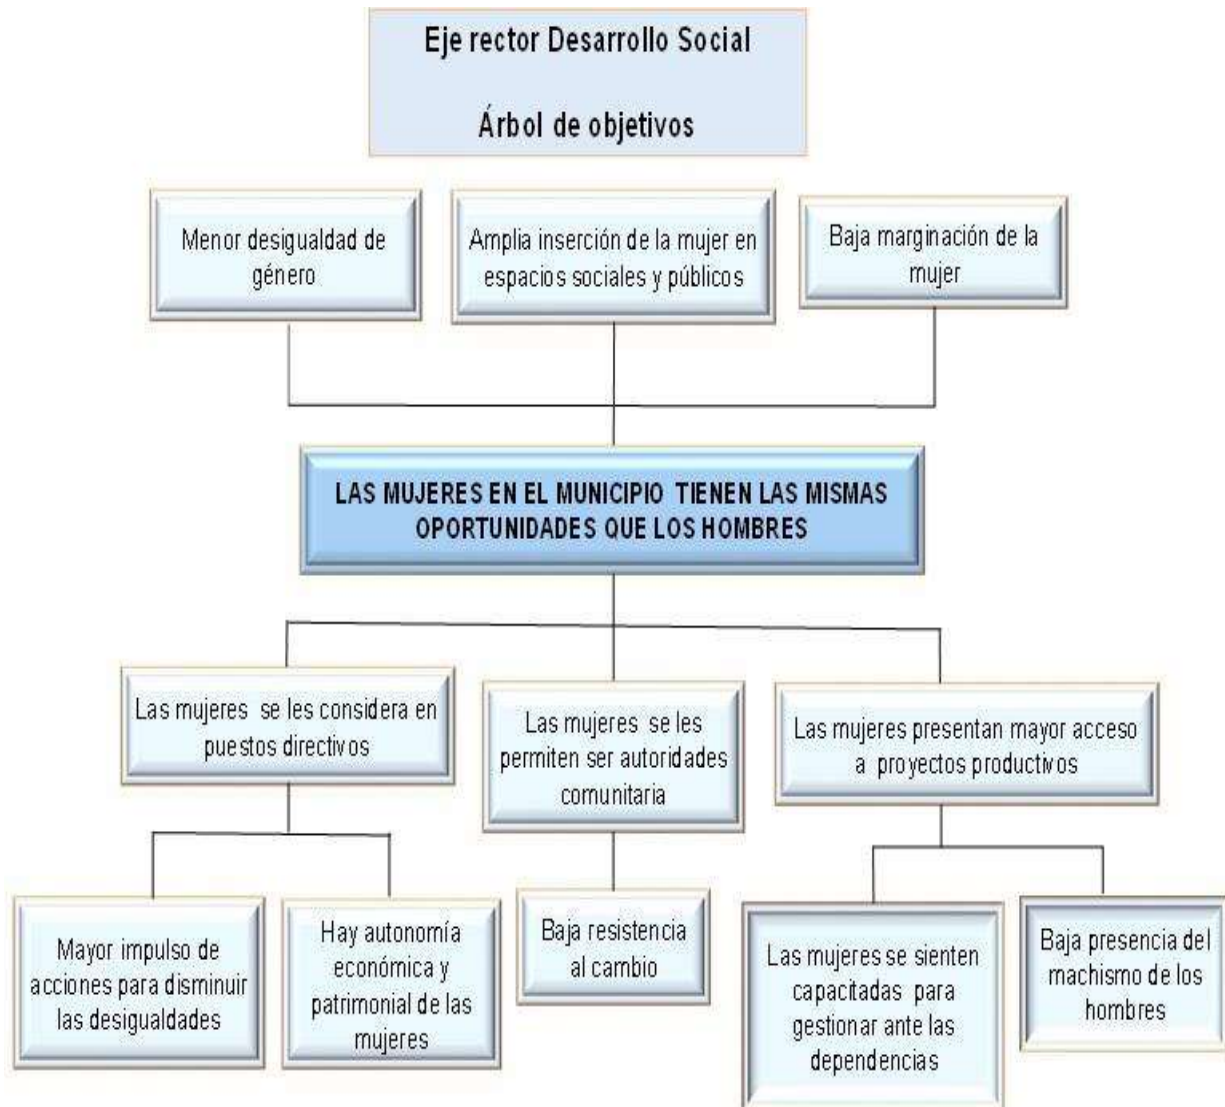 Eje rector Desarrollo Social
Árbol de objetivos
Menor desigualdad de
género
Amplia inserción de la mujer en
espacios sociales y públicos
Baja marginación de la
mujer
LAS MUJERES EN EL MUNICIPIO TIENEN LAS MISMAS
OPORTUNIDADES QUE LOS HOMBRES
Las mujeres se les considera en
puestos directivos
Las mujeres se les
permiten ser autoridades
comunitaria
Las mujeres presentan mayor acceso
a proyectos productivos
Mayor impulso de
acciones para disminuir
las desigualdades
Hay autonomía
económica y
patrimonial de las
mujeres
Baja resistencia
al cambio
Las mujeres se sienten
capacitadas para
gestionar ante las
dependencias
Baja presencia del
machismo de los
hombres